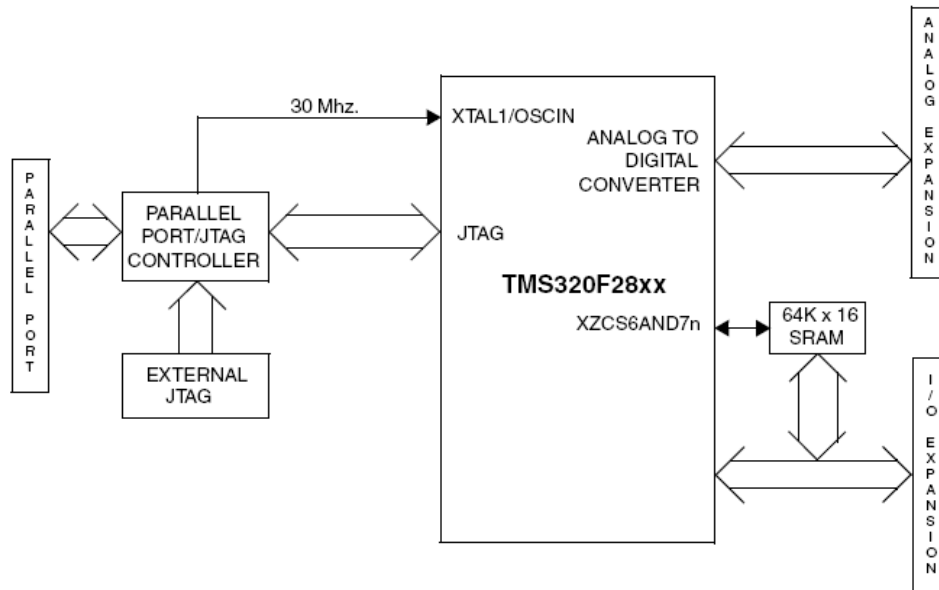 PARALLEL PORT
30 Mhz.
PARALLEL
PORT/JTAG
CONTROLLER
EXTERNAL
JTAG
XTAL1/OSCIN
ANALOG TO
DIGITAL
CONVERTER
JTAG
TMS320F28xx
XZCS6AND7n
64K x 16
SRAM
ANALOG EXPANSION
I/O EXPANSION